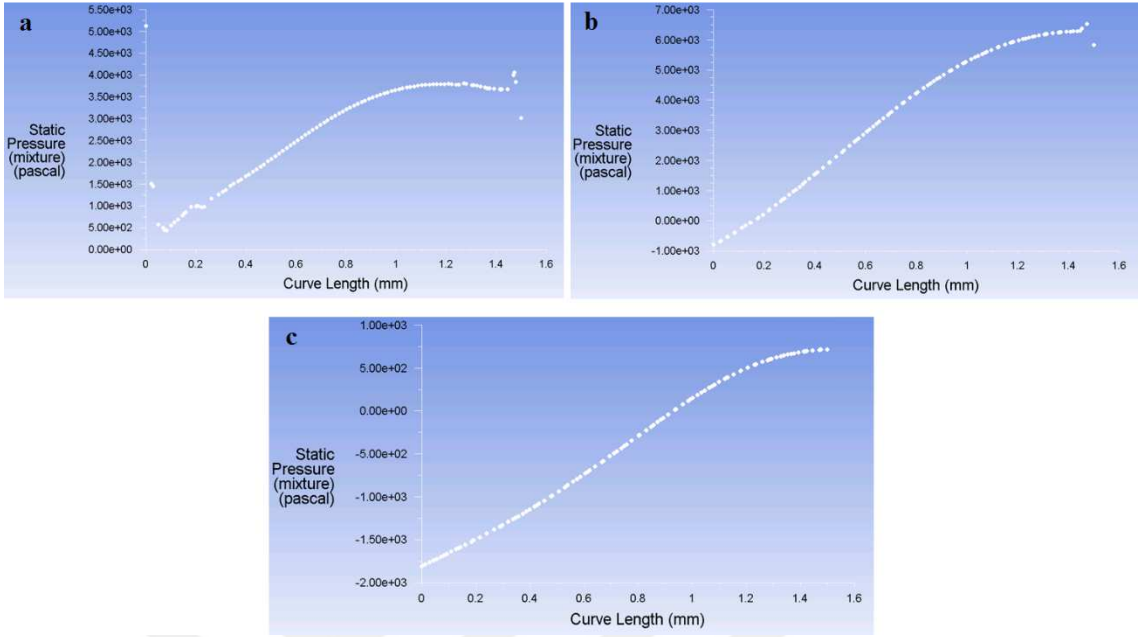 a
5.50e+03
5.00e+03
4.50e+03
4.00e+03
3.50e+03
3.00e+03
2.50e+03
2.00e+03
1.50e+03
1.00e+03
5.00e+02
0.00e+00
Static
Pressure
(mixture)
(pascal)
0 0.2 0.4 0.6 0.8 1 1.2 1.4 1.6
Curve Length (mm)
b
7.00e+03
6.00e+03
5.00e+03
4.00e+03
3.00e+03
2.00e+03
1.00e+03
0.00e+00
-1.00e+03
Static
Pressure
(mixture)
(pascal)
0 0.2 0.4 0.6 0.8 1 1.2 1.4 1.6
Curve Length (mm)
c
1.00e+03
5.00e+02
0.00e+00
-5.00e+02
-1.00e+03
-1.50e+03
-2.00e+03
Static
Pressure
(mixture)
(pascal)
0 0.2 0.4 0.6 0.8 1 1.2 1.4 1.6
Curve Length (mm)